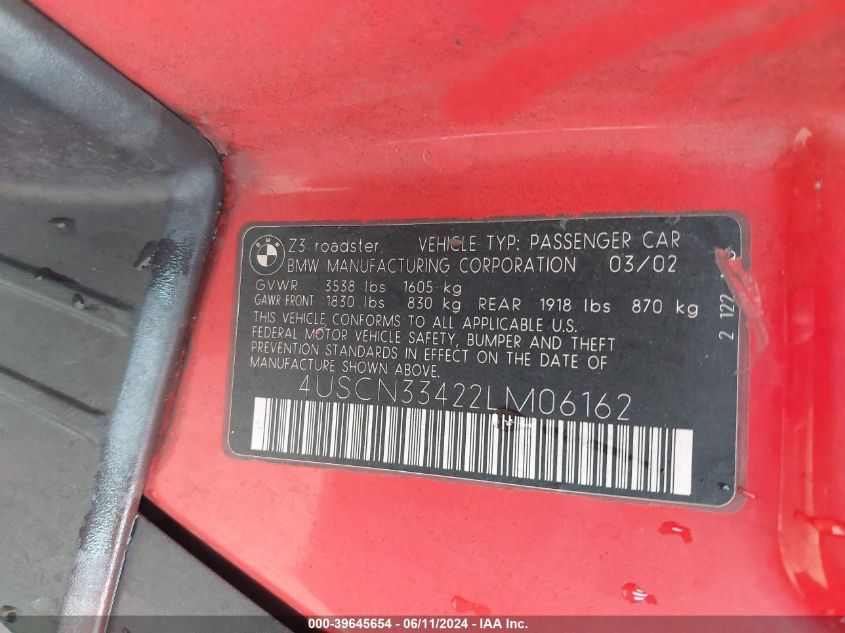 BMW
Z3 roadster, VEHICLE TYP: PASSENGER CAR
BMW MANUFACTURING CORPORATION 03/02
GVWR 3538 lbs 1605 kg
GAWR FRONT 1830 lbs 830 kg REAR 1918 lbs 870 kg
THIS VEHICLE CONFORMS TO ALL APPLICABLE U.S.
FEDERAL MOTOR VEHICLE SAFETY, BUMPER AND THEFT
PREVENTION STANDARDS IN EFFECT ON THE DATE OF
MANUFACTURE SHOWN ABOVE.
4USCN33422LM06162
2 122
000-39645654 - 06/11/2024 - IAA Inc.